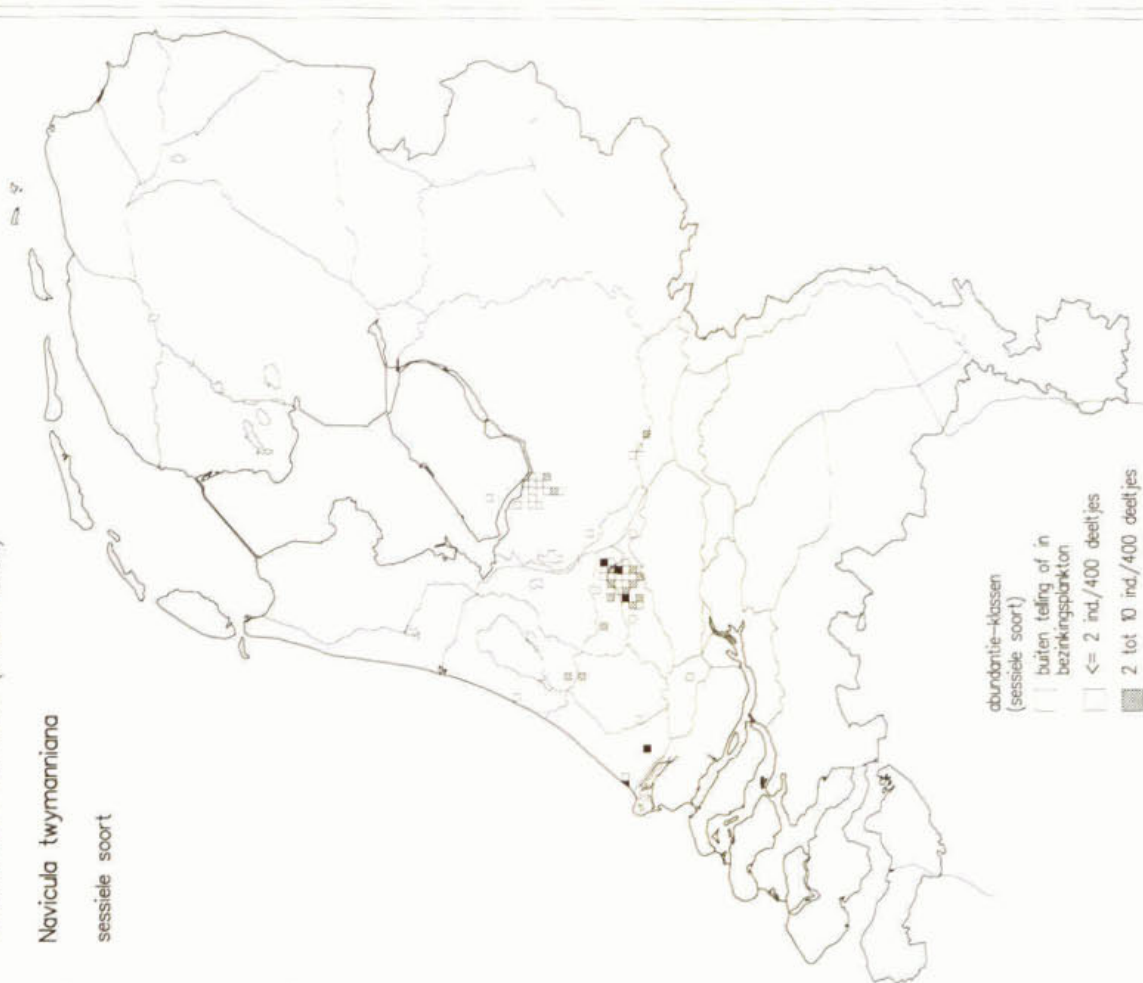 Navicula twymanniana
sessiele soort
abundantie-klassen
(sessiele soort)
buiten telling of in
bezinkingsplankton
<= 2 ind./400 deeltjes
2 tot 10 ind/400 deeltjes